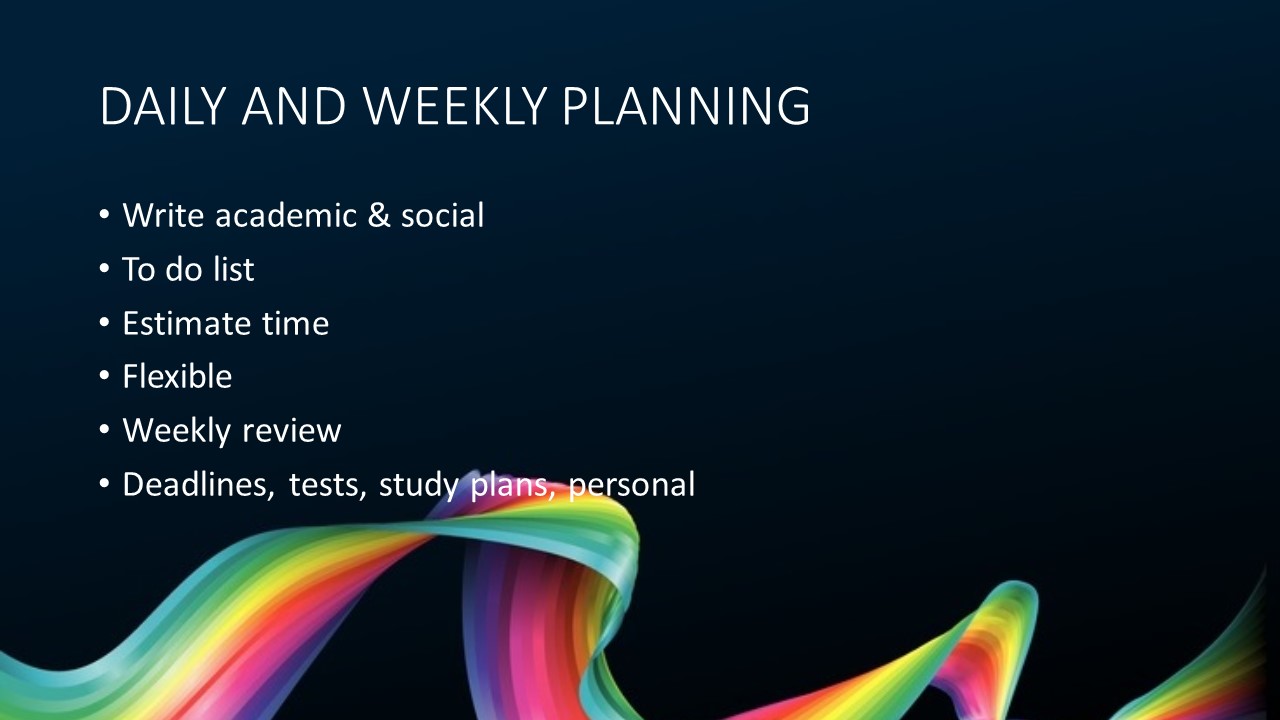 DAILY AND WEEKLY PLANNING
• Write academic & social
• To do list
• Estimate time
• Flexible
• Weekly review
• Deadlines, tests, study plans, personal